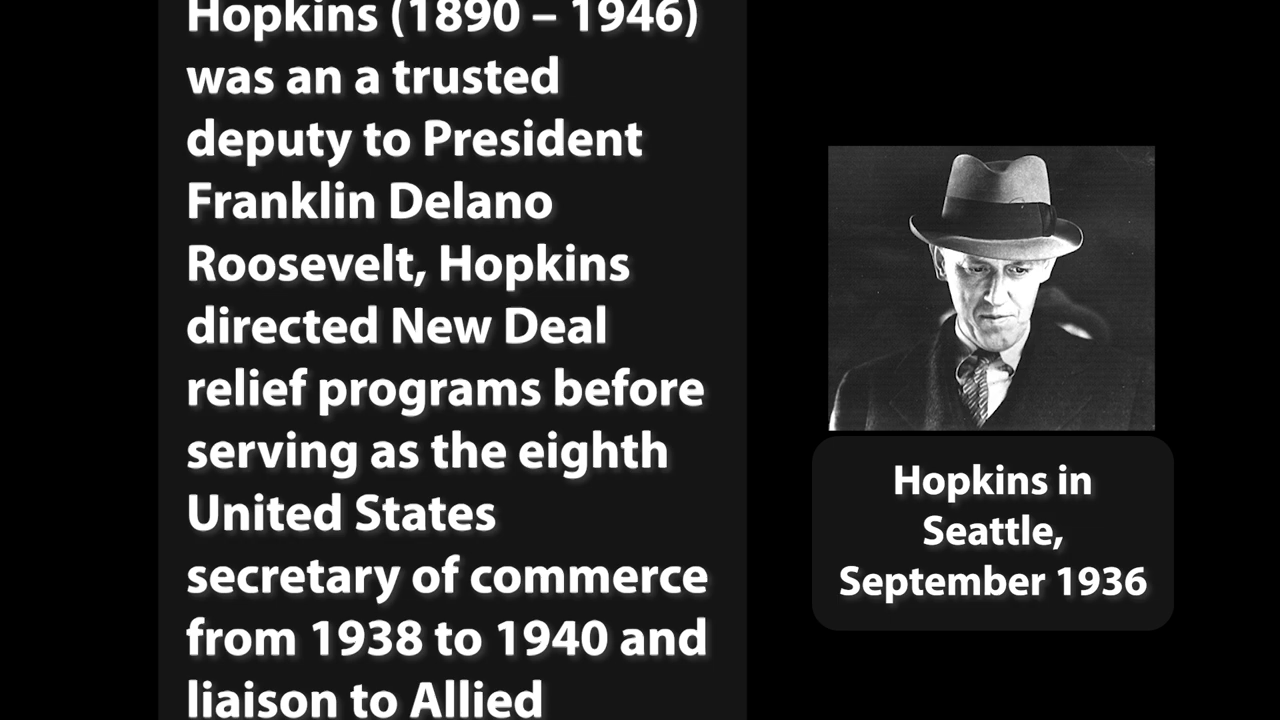 Hopkins (1890 – 1946)
was an a trusted
deputy to President
Franklin Delano
Roosevelt, Hopkins
directed New Deal
relief programs before
serving as the eighth
United States
secretary of commerce
from 1938 to 1940 and
liaison to Allied
Hopkins in
Seattle,
September 1936